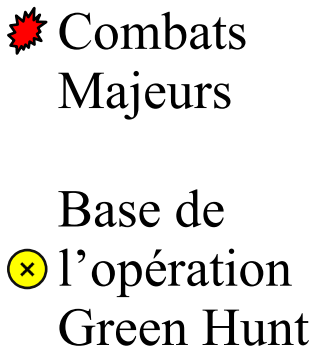 Combats
Majeurs
Base de
l’opération
Green Hunt